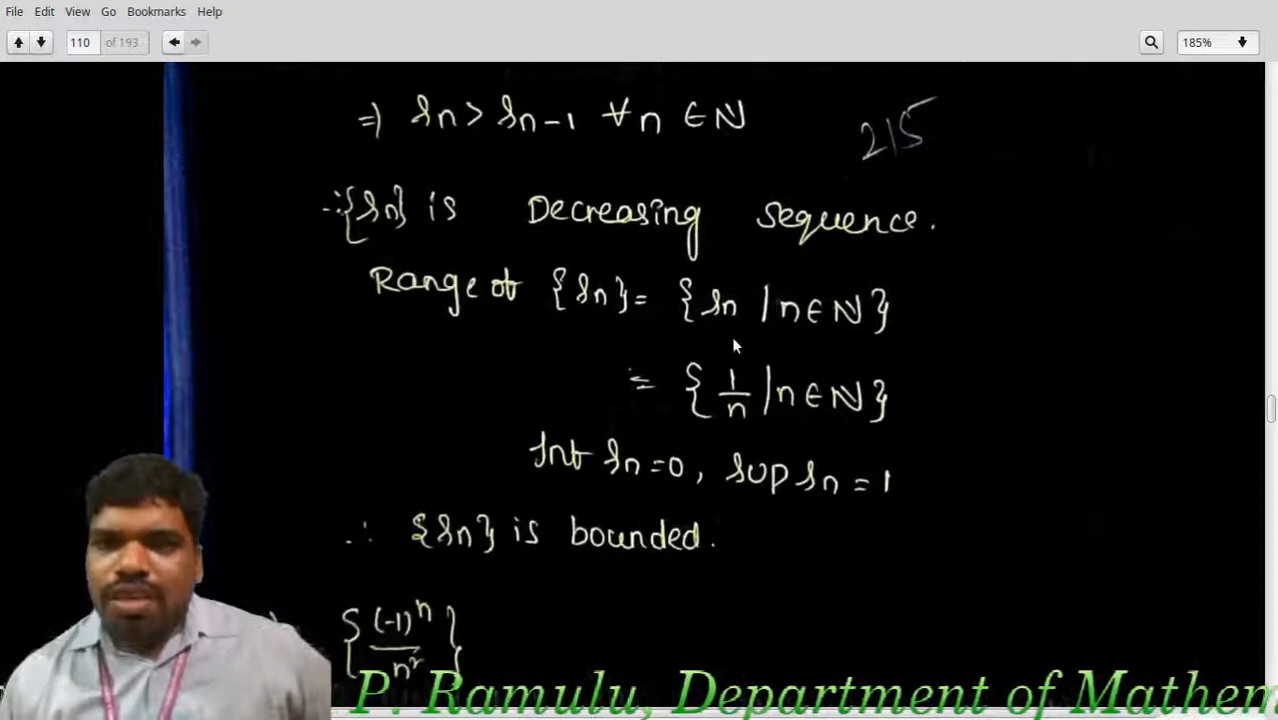 File Edit View Go Bookmarks Help
110 of 193 185%
⇒ Sn > Sn-1 ∀ n ∈ N
215
∴ {Sn} is Decreasing Sequence.
Range of {Sn} = {Sn | n ∈ N}
= {1/n | n ∈ N}
Inf Sn = 0, Sup Sn = 1
∴ {Sn} is bounded.
{(-1)^n / n^2}
P. Ramulu, Department of Mathem